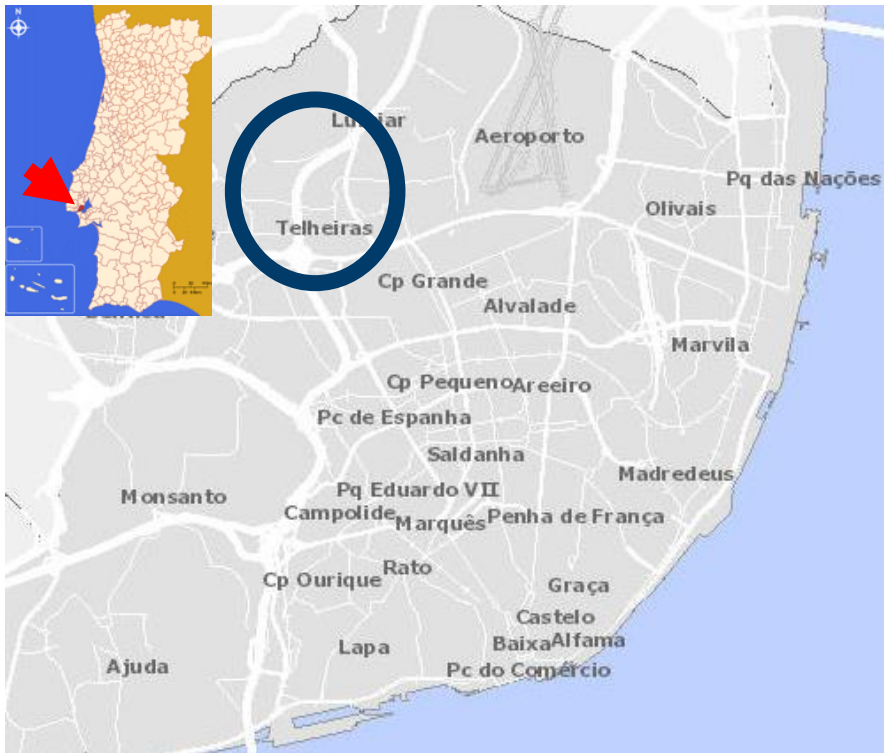 N
Lumiar
Aeroporto
Pq das Nações
Olivais
Telheiras
Cp Grande
Alvalade
Marvila
Cp Pequeno
Areeiro
Pc de Espanha
Saldanha
Madredeus
Monsanto
Pq Eduardo VII
Campolide
Marquês
Penha de França
Rato
Cp Ourique
Graça
Castelo
Baixa
Alfama
Lapa
Ajuda
Pc do Comércio